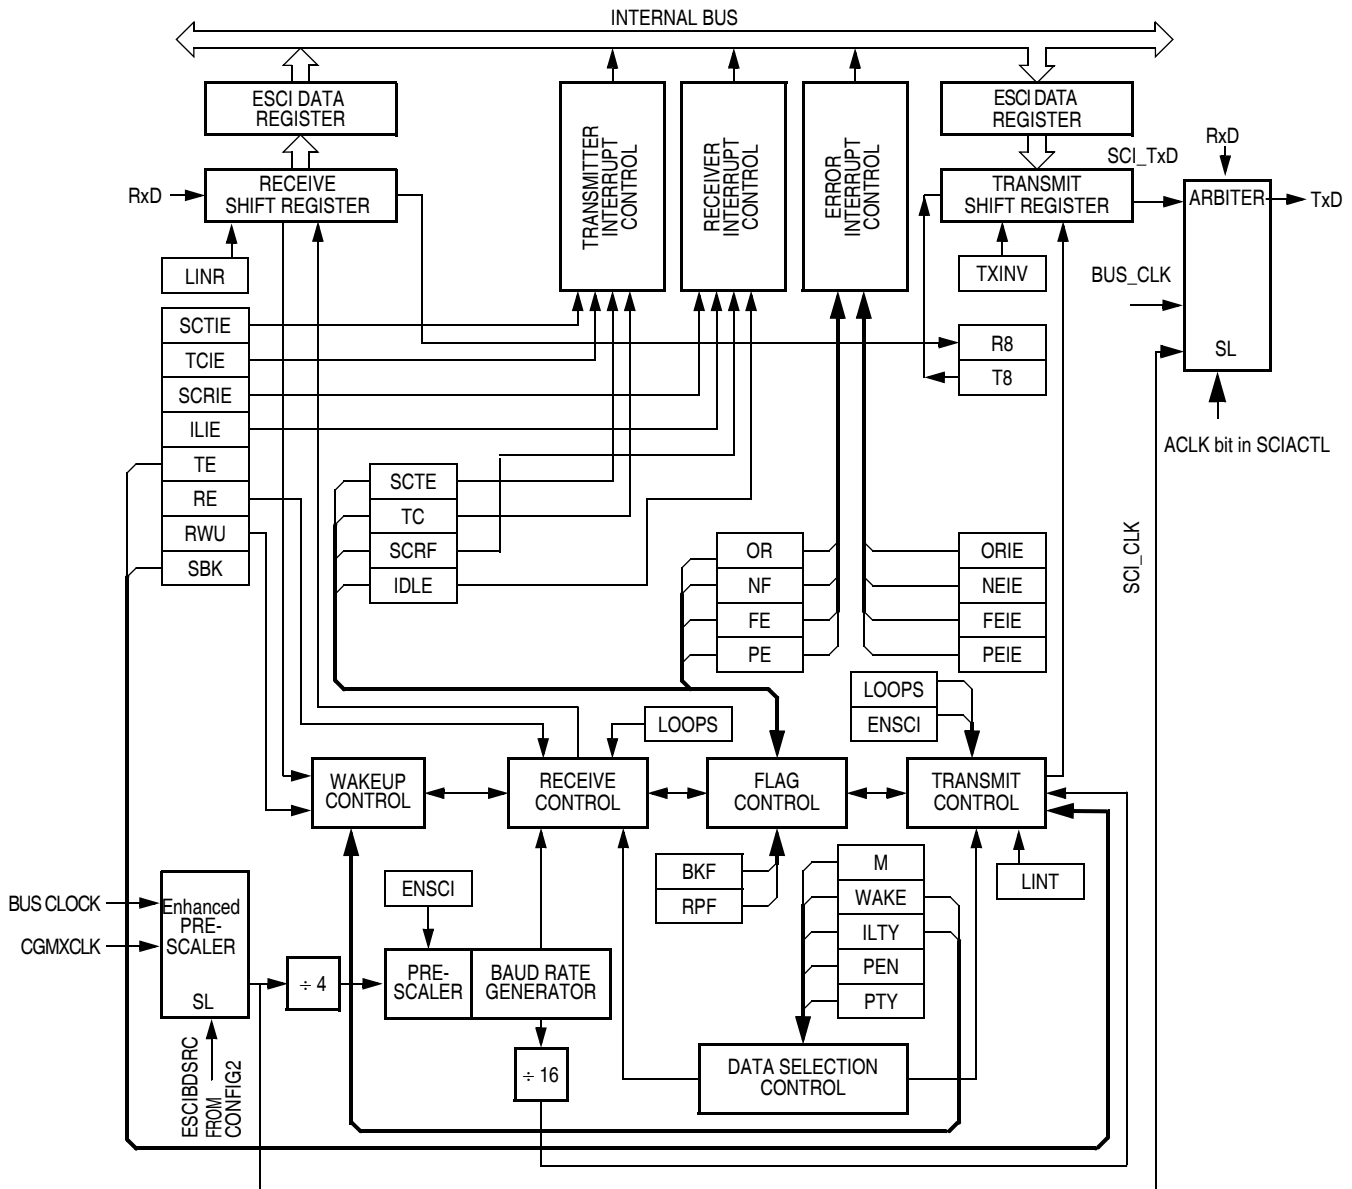 INTERNAL BUS
ESCI DATA
REGISTER
TRANSMITTER
INTERRUPT
CONTROL
RECEIVER
INTERRUPT
CONTROL
ERROR
INTERRUPT
CONTROL
ESCI DATA
REGISTER
RxD
RECEIVE
SHIFT REGISTER
TRANSMIT
SHIFT REGISTER
SCI_TxD
RxD
ARBITER
TxD
LINR
TXINV
BUS_CLK
SL
ACLK bit in SCIACTL
SCTIE
TCIE
SCRIE
ILIE
TE
RE
RWU
SBK
R8
T8
SCTE
TC
SCRF
IDLE
OR
NF
FE
PE
ORIE
NEIE
FEIE
PEIE
SCI_CLK
LOOPS
LOOPS
ENSCI
WAKEUP
CONTROL
RECEIVE
CONTROL
FLAG
CONTROL
TRANSMIT
CONTROL
BKF
RPF
M
WAKE
ILTY
PEN
PTY
LINT
BUS CLOCK
CGMXCLK
Enhanced
PRE-
SCALER
SL
ESCIBDSRC
FROM
CONFIG2
÷ 4
ENSCI
PRE-
SCALER
BAUD RATE
GENERATOR
÷ 16
DATA SELECTION
CONTROL